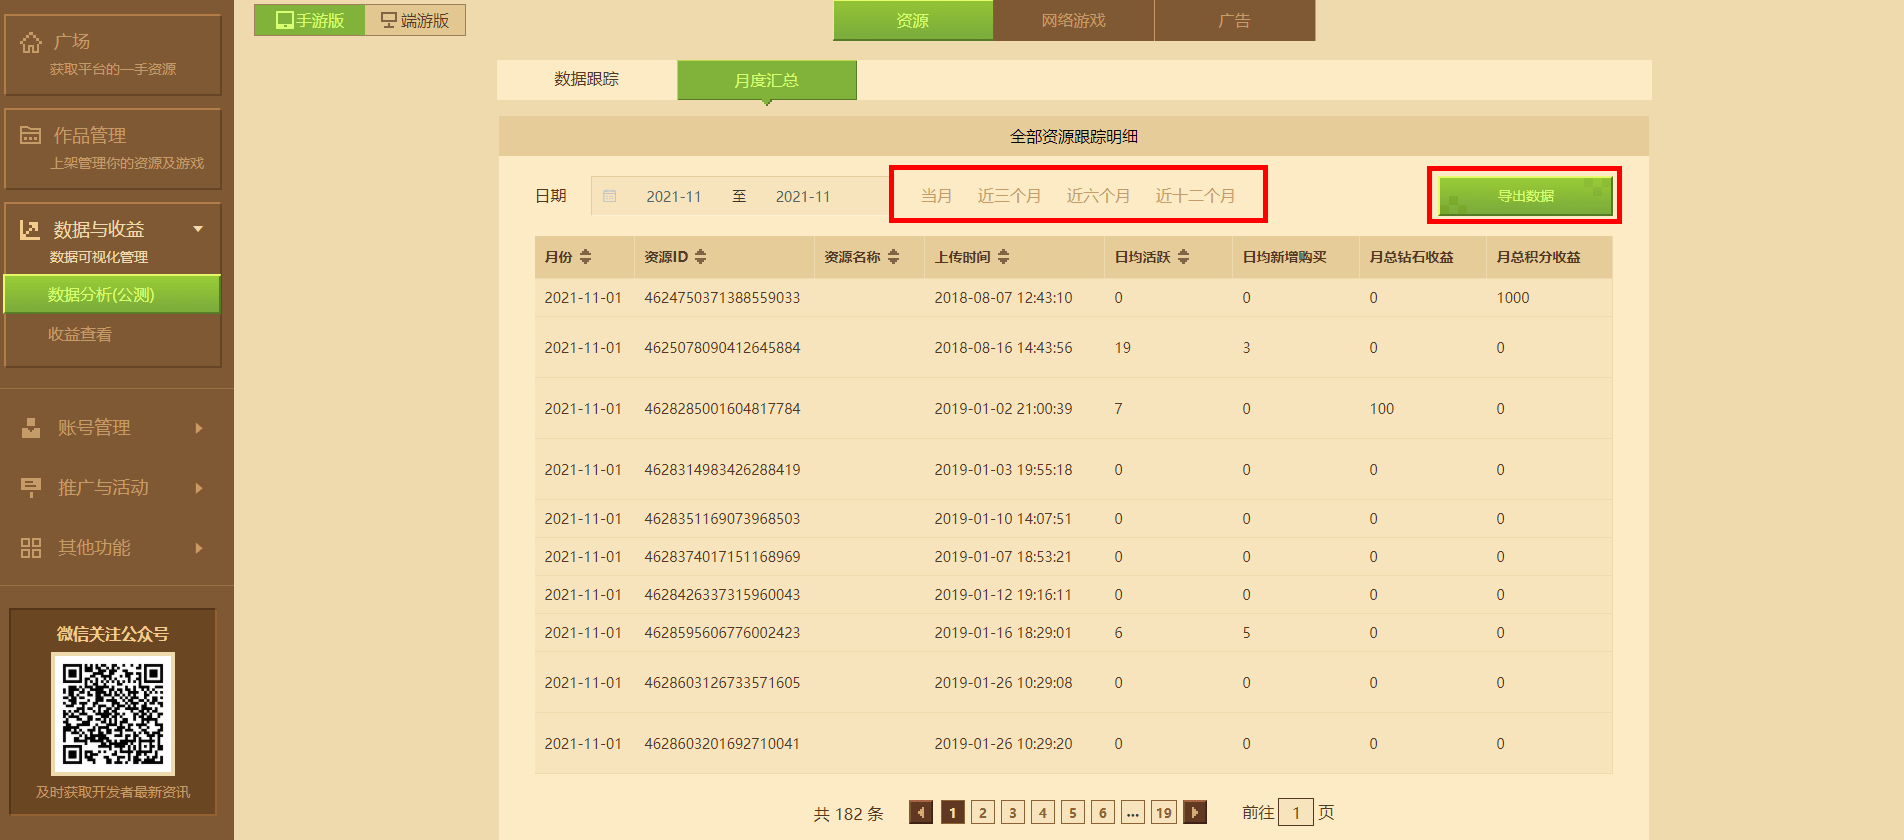 广场
获取平台的一手资源
作品管理
上架管理你的资源及游戏
数据与收益
数据可视化管理
数据分析(公测)
收益查看
账号管理
推广与活动
其他功能
微信关注公众号
及时获取开发者最新资讯
手游版 端游版
资源 网络游戏 广告
数据跟踪 月度汇总
全部资源跟踪明细
日期 2021-11 至 2021-11 当月 近三个月 近六个月 近十二个月 导出数据
月份 资源ID 资源名称 上传时间 日均活跃 日均新增购买 月总钻石收益 月总积分收益
2021-11-01 4624750371388559033 2018-08-07 12:43:10 0 0 0 1000
2021-11-01 4625078090412645884 2018-08-16 14:43:56 19 3 0 0
2021-11-01 4628285001604817784 2019-01-02 21:00:39 7 0 100 0
2021-11-01 4628314983426288419 2019-01-03 19:55:18 0 0 0 0
2021-11-01 4628351169073968503 2019-01-10 14:07:51 0 0 0 0
2021-11-01 4628374017151168969 2019-01-07 18:53:21 0 0 0 0
2021-11-01 4628426337315960043 2019-01-12 19:16:11 0 0 0 0
2021-11-01 4628595606776002423 2019-01-16 18:29:01 6 5 0 0
2021-11-01 4628603126733571605 2019-01-26 10:29:08 0 0 0 0
2021-11-01 4628603201692710041 2019-01-26 10:29:20 0 0 0 0
共 182 条 1 2 3 4 5 6 ... 19 前往 1 页